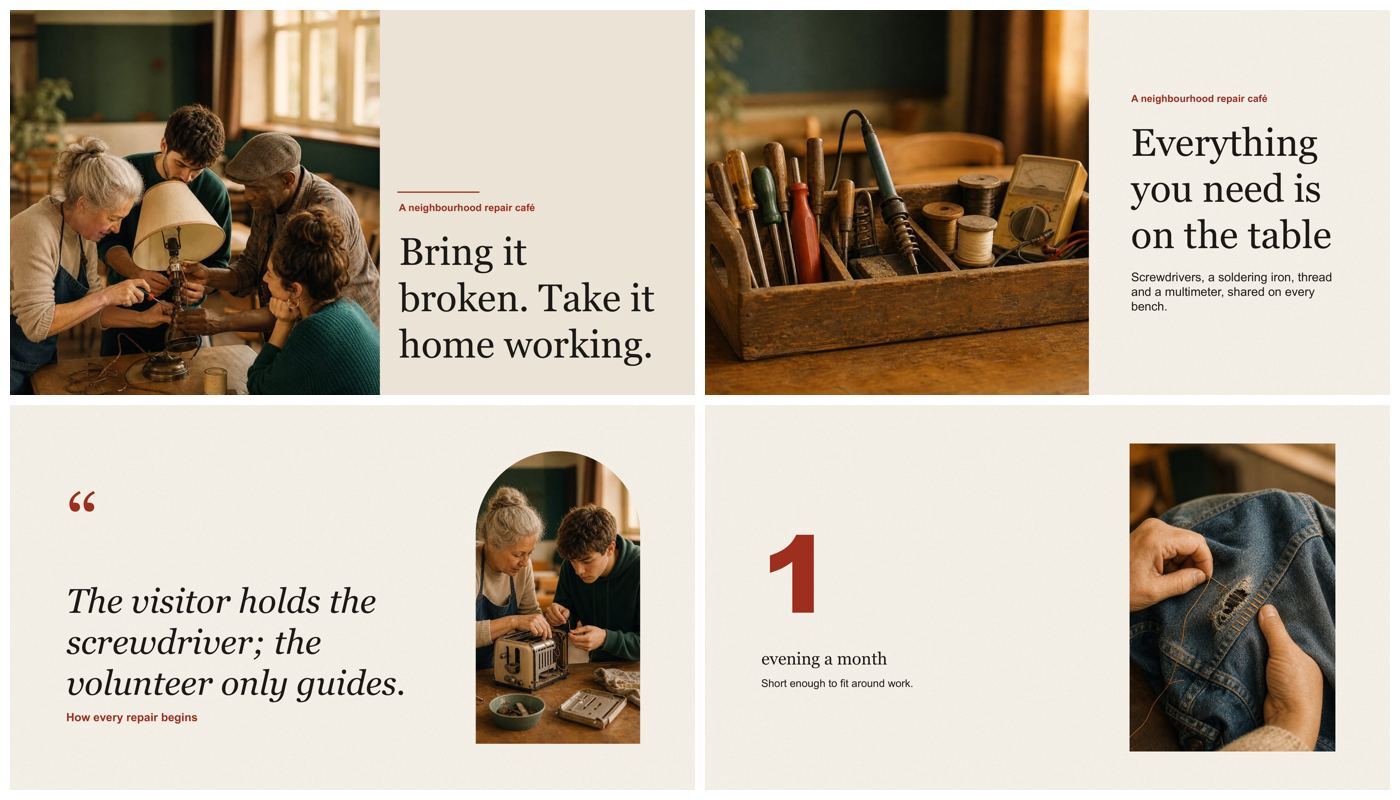 A neighbourhood repair café
Bring it
broken. Take it
home working.
A neighbourhood repair café
Everything
you need is
on the table
Screwdrivers, a soldering iron, thread
and a multimeter, shared on every
bench.
“
The visitor holds the
screwdriver; the
volunteer only guides.
How every repair begins
1
evening a month
Short enough to fit around work.